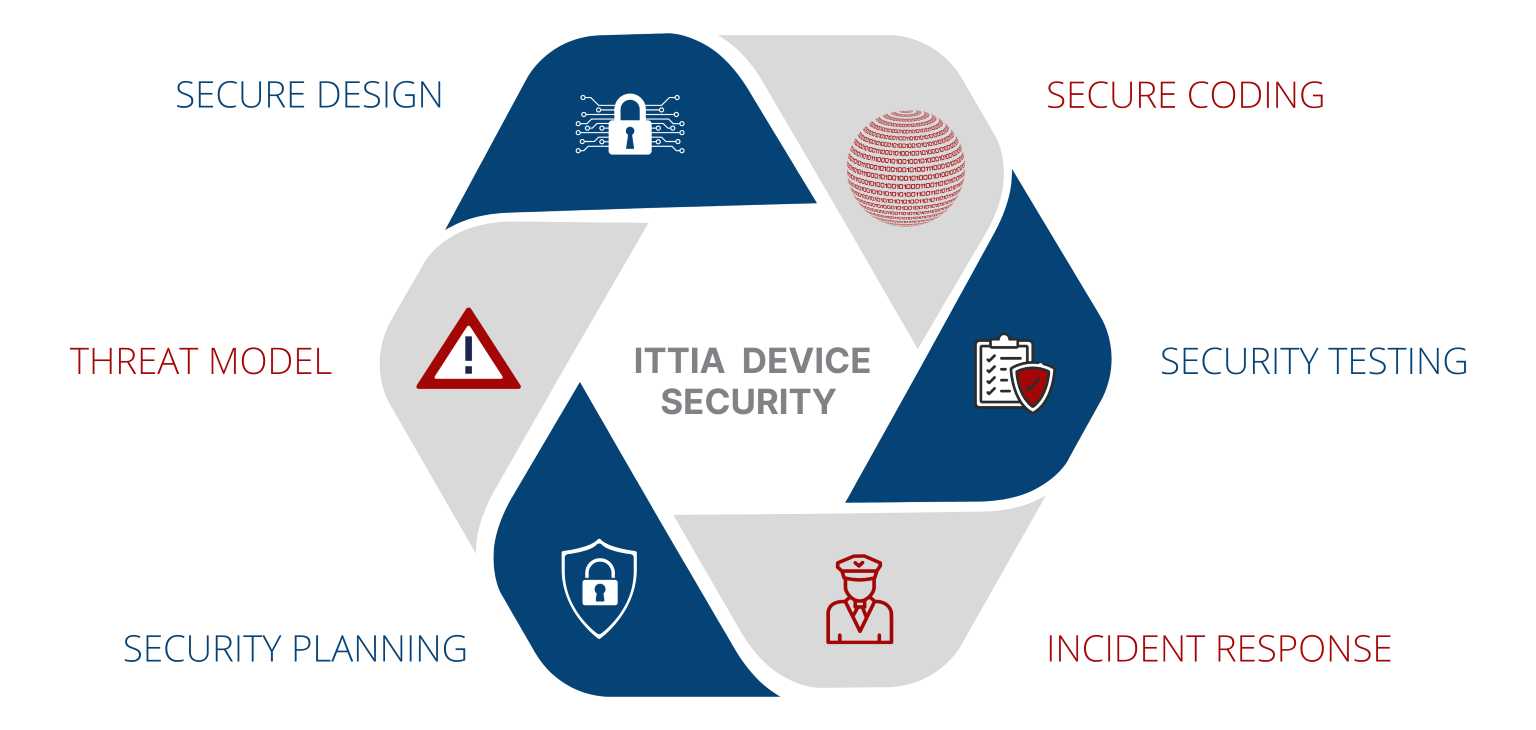 SECURE DESIGN
SECURE CODING
THREAT MODEL
ITTIA DEVICE
SECURITY
SECURITY TESTING
SECURITY PLANNING
INCIDENT RESPONSE